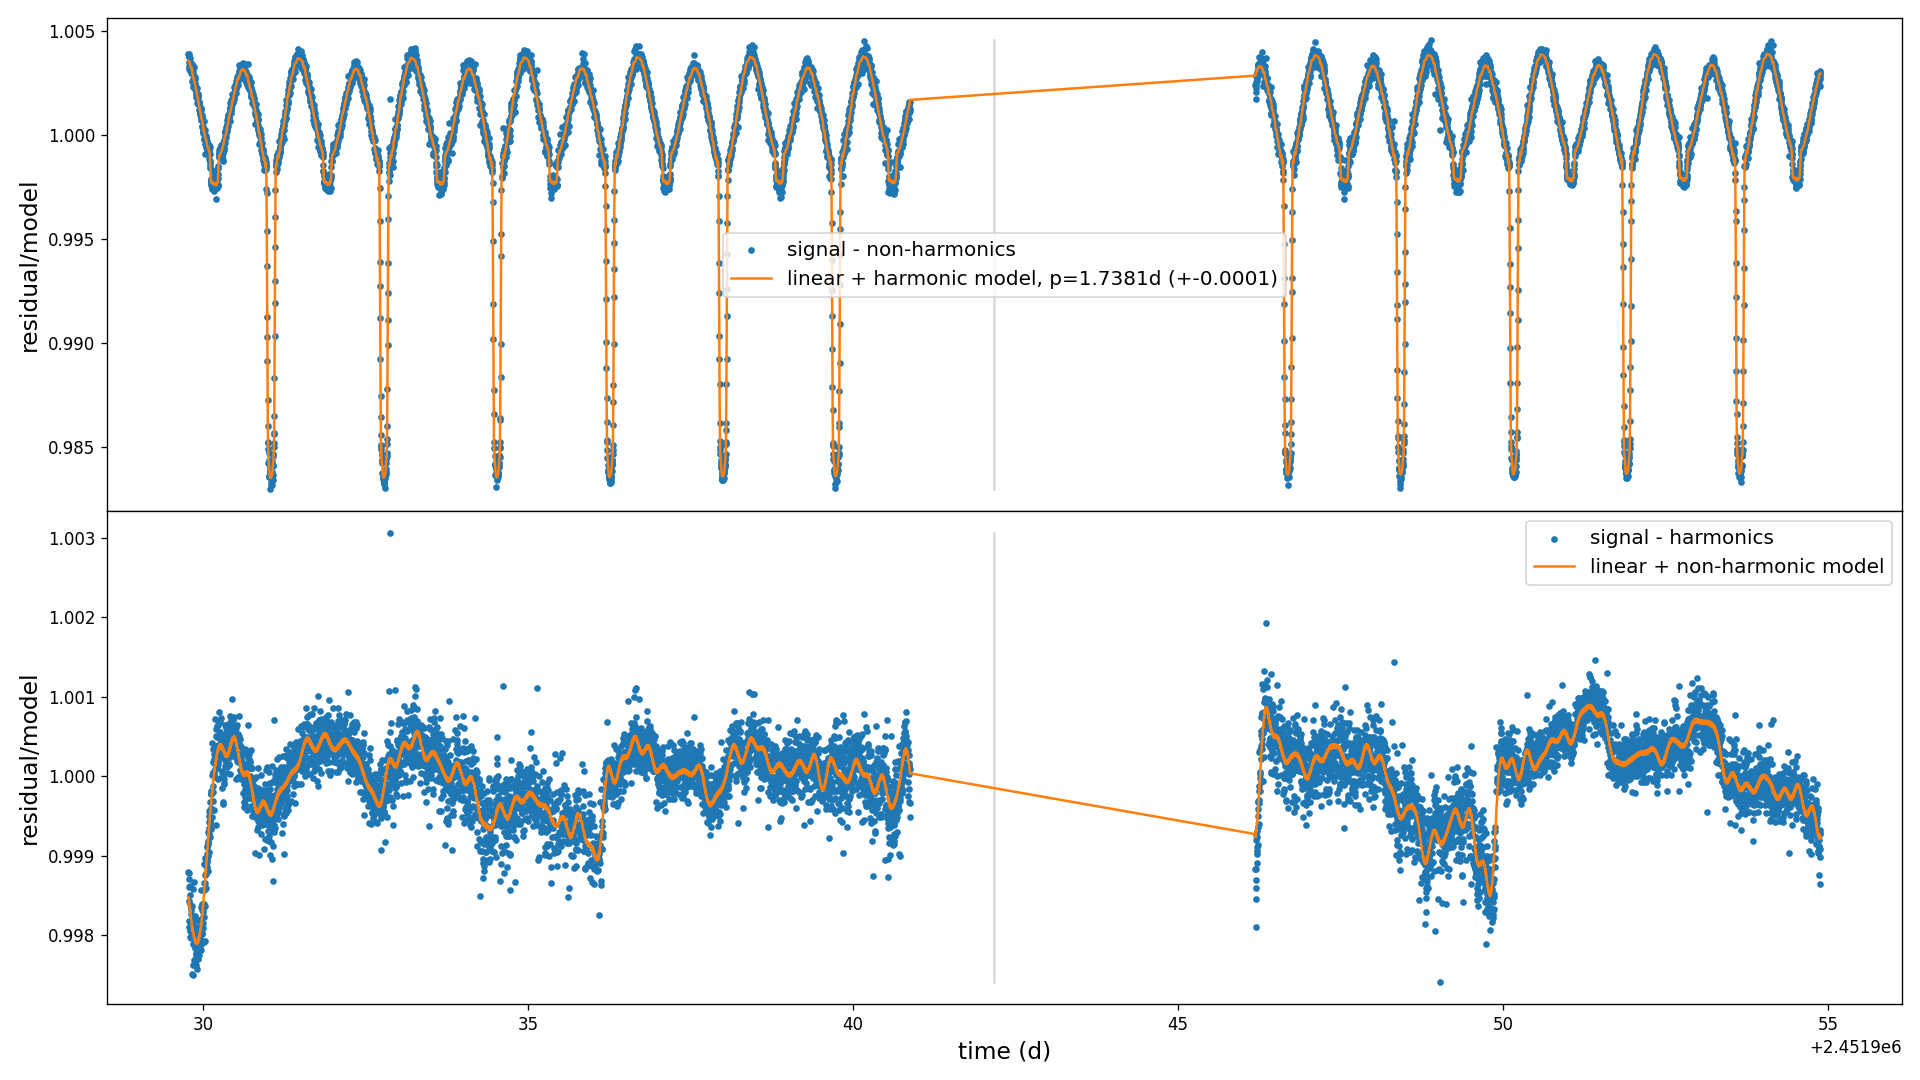 1.005
1.000
0.995
0.990
0.985
residual/model
signal - non-harmonics
linear + harmonic model, p=1.7381d (+-0.0001)
1.003
1.002
1.001
1.000
0.999
0.998
residual/model
signal - harmonics
linear + non-harmonic model
30
35
40
45
50
55
time (d)
+2.4519e6